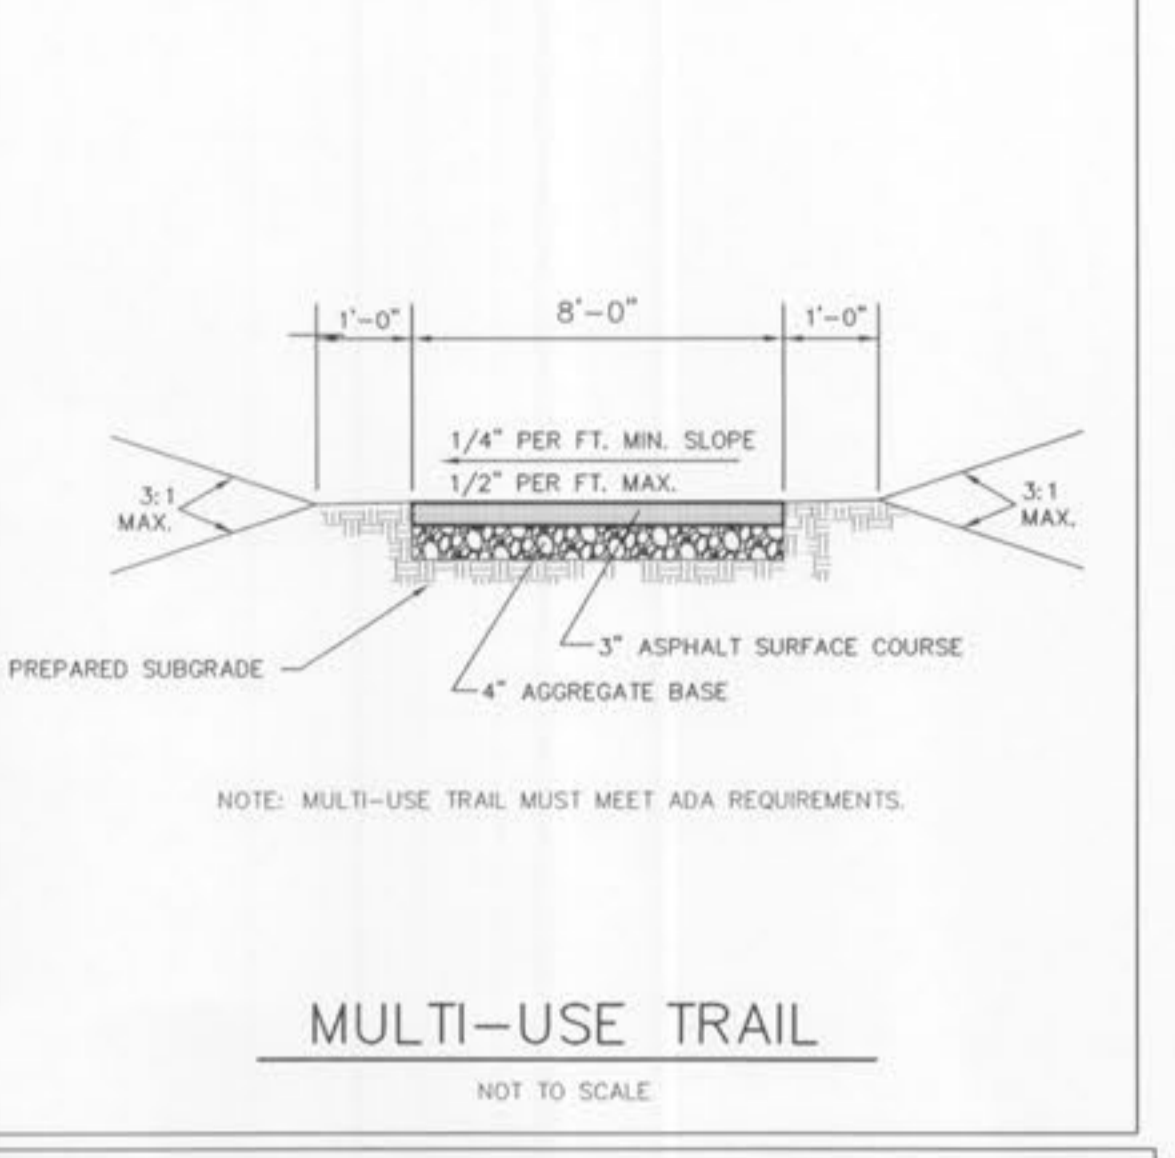 1'-0" 8'-0" 1'-0"
1/4" PER FT. MIN. SLOPE
1/2" PER FT. MAX.
3:1
MAX.
3:1
MAX.
3" ASPHALT SURFACE COURSE
PREPARED SUBGRADE
4" AGGREGATE BASE
NOTE: MULTI-USE TRAIL MUST MEET ADA REQUIREMENTS.
MULTI-USE TRAIL
NOT TO SCALE